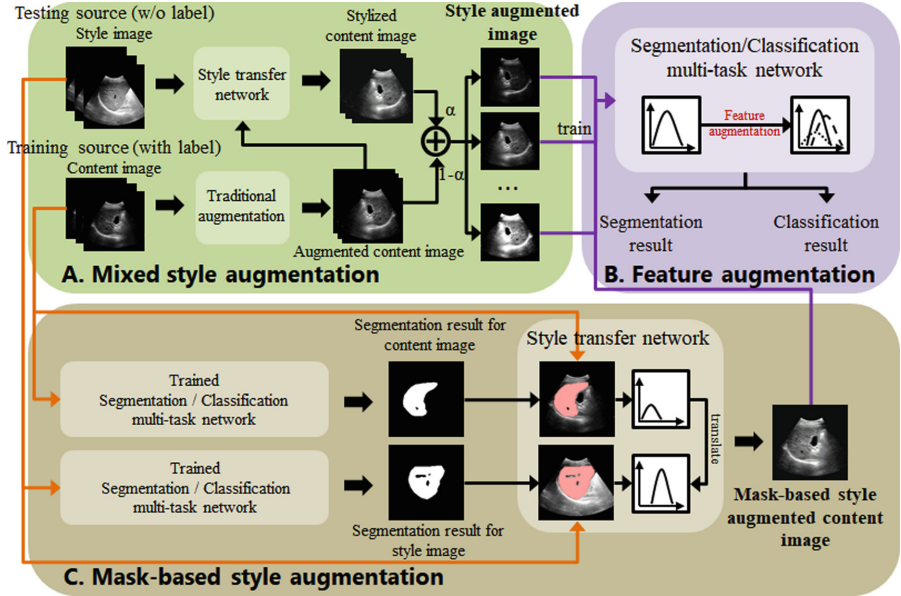 Testing source (w/o label)
Style image
Style transfer
network
Stylized
content image
Style augmented
image
α
1-α
train
...
Training source (with label)
Content image
Traditional
augmentation
Augmented content image
A. Mixed style augmentation
Segmentation/Classification
multi-task network
Feature
augmentation
Segmentation
result
Classification
result
B. Feature augmentation
Trained
Segmentation / Classification
multi-task network
Segmentation result for
content image
Trained
Segmentation / Classification
multi-task network
Segmentation result for
style image
Style transfer network
translate
Mask-based style
augmented content
image
C. Mask-based style augmentation